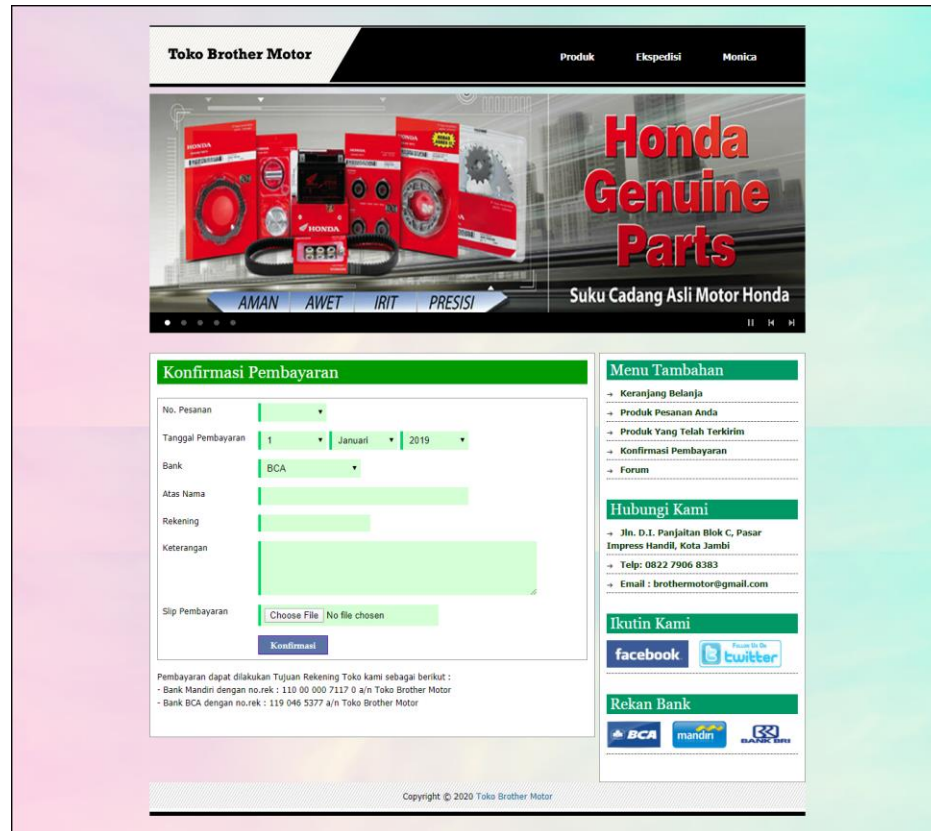 Toko Brother Motor
Produk Ekspedisi Monica
HONDA
Honda
Genuine
Parts
AMAN AWET IRIT PRESISI
Suku Cadang Asli Motor Honda
Konfirmasi Pembayaran
No. Pesanan
Tanggal Pembayaran 1 Januari 2019
Bank BCA
Atas Nama
Rekening
Keterangan
Slip Pembayaran Choose File No file chosen
Konfirmasi
Pembayaran dapat dilakukan Tujuan Rekening Toko kami sebagai berikut :
- Bank Mandiri dengan no.rek : 110 00 000 7117 0 a/n Toko Brother Motor
- Bank BCA dengan no.rek : 119 046 5377 a/n Toko Brother Motor
Menu Tambahan
→ Keranjang Belanja
→ Produk Pesanan Anda
→ Produk Yang Telah Terkirim
→ Konfirmasi Pembayaran
→ Forum
Hubungi Kami
→ Jln. D.I. Panjaitan Blok C, Pasar
Impress Handil, Kota Jambi
→ Telp: 0822 7906 8383
→ Email : brothermotor@gmail.com
Ikutin Kami
facebook
twitter
Rekan Bank
BCA mandiri BANK BRI
Copyright © 2020 Toko Brother Motor